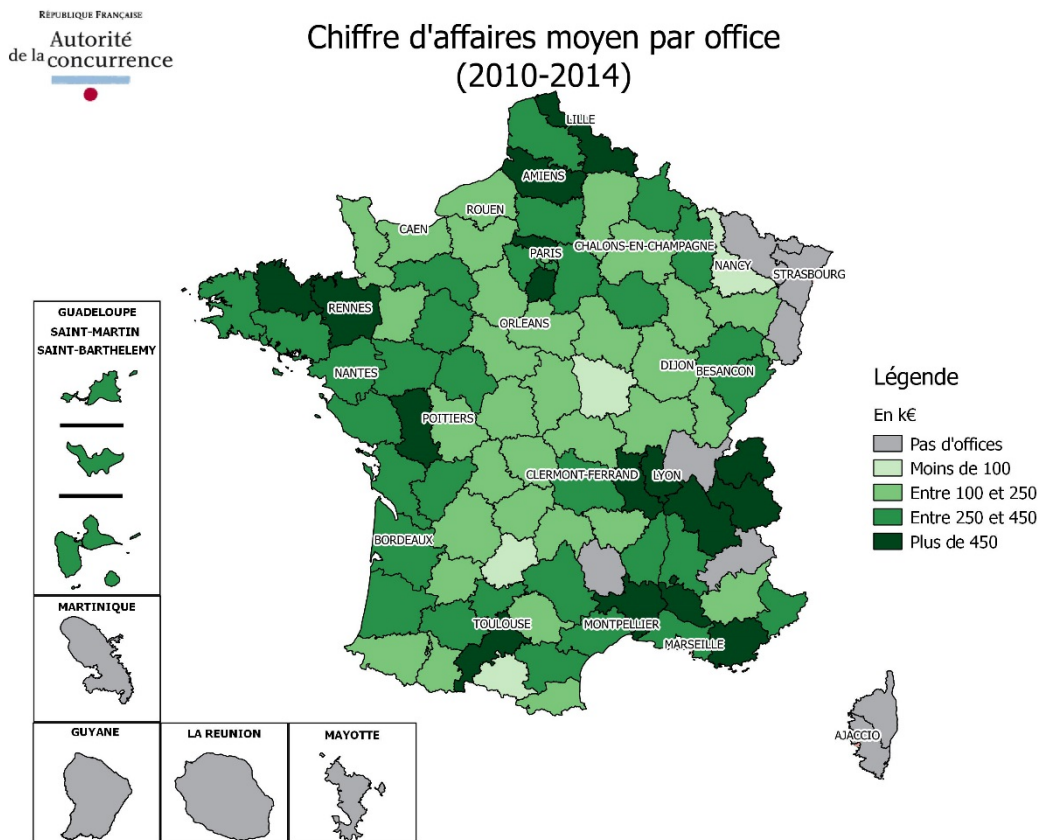 RÉPUBLIQUE FRANÇAISE
Autorité
de la concurrence
Chiffre d'affaires moyen par office
(2010-2014)
LILLE
AMIENS
ROUEN
CAEN
PARIS
CHALONS-EN-CHAMPAGNE
NANCY
STRASBOURG
RENNES
ORLEANS
NANTES
DIJON
BESANCON
POITIERS
CLERMONT-FERRAND
LYON
BORDEAUX
TOULOUSE
MONTPELLIER
MARSEILLE
AJACCIO
GUADELOUPE
SAINT-MARTIN
SAINT-BARTHELEMY
MARTINIQUE
GUYANE
LA REUNION
MAYOTTE
Légende
En k€
Pas d'offices
Moins de 100
Entre 100 et 250
Entre 250 et 450
Plus de 450